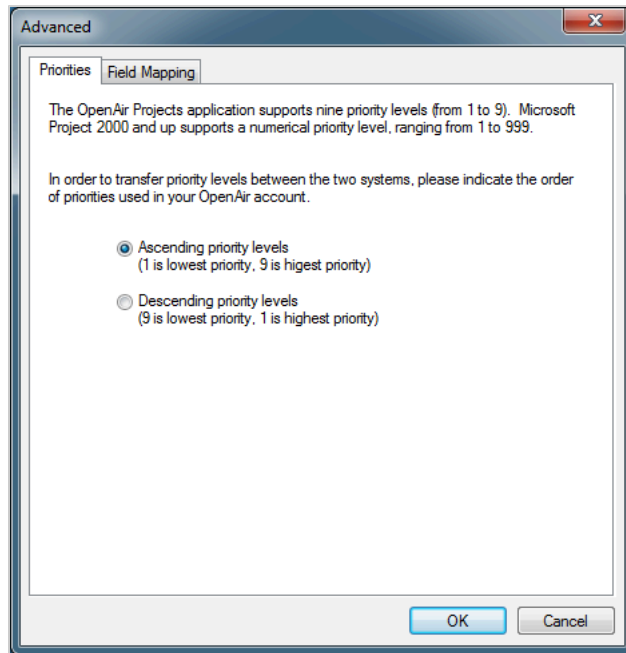 Advanced
Priorities
Field Mapping
The OpenAir Projects application supports nine priority levels (from 1 to 9). Microsoft
Project 2000 and up supports a numerical priority level, ranging from 1 to 999.
In order to transfer priority levels between the two systems, please indicate the order
of priorities used in your OpenAir account.
Ascending priority levels
(1 is lowest priority, 9 is higest priority)
Descending priority levels
(9 is lowest priority, 1 is highest priority)
OK
Cancel